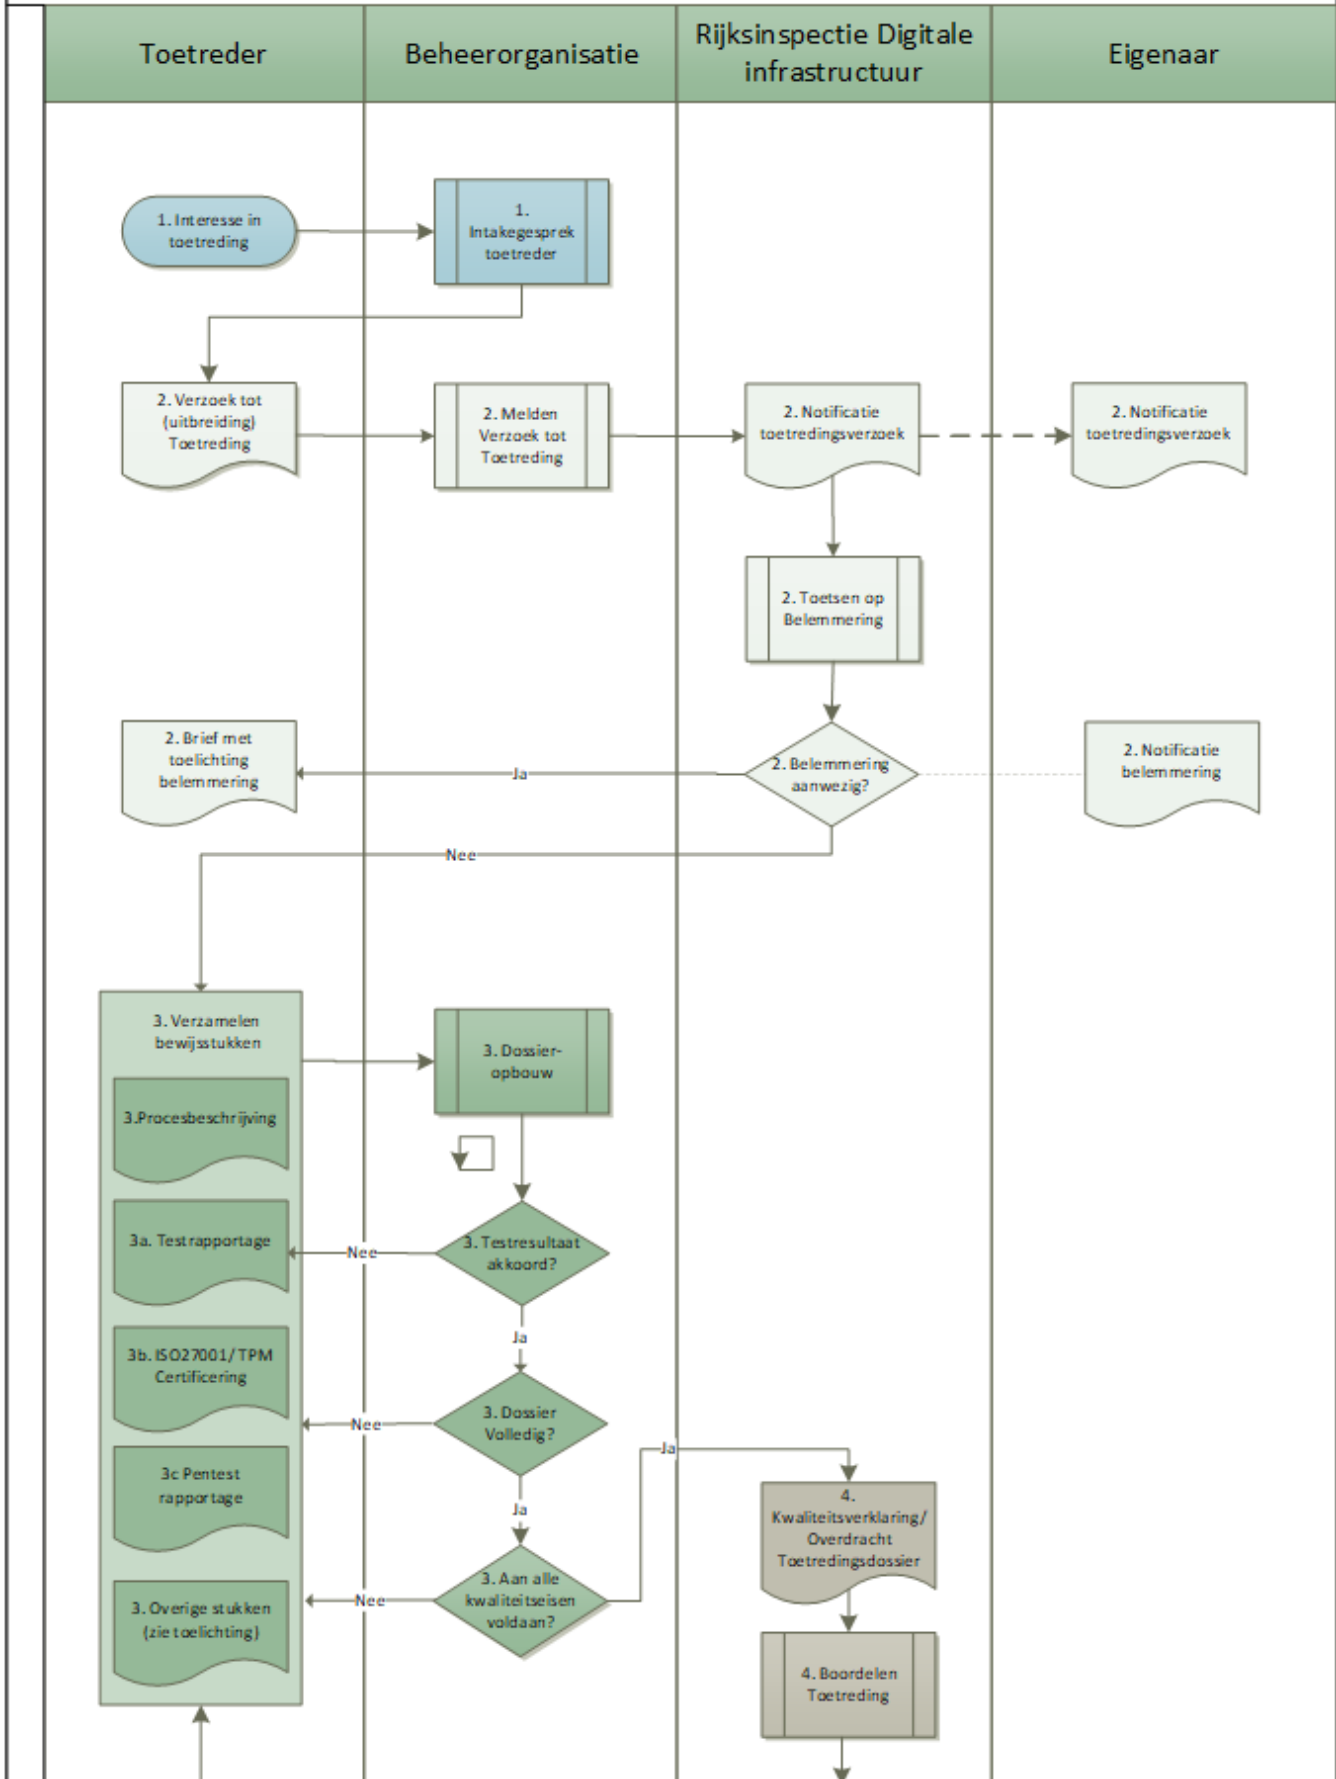 Toetreder
Beheerorganisatie
Rijksinspectie Digitale
infrastructuur
Eigenaar
1. Interesse in
toetreding
1.
Intakegesprek
toetreder
2. Verzoek tot
(uitbreiding)
Toetreding
2. Melden
Verzoek tot
Toetreding
2. Notificatie
toetredingsverzoek
2. Notificatie
toetredingsverzoek
2. Toetsen op
Belemmering
2. Brief met
toelichting
belemmering
Ja
2. Belemmering
aanwezig?
2. Notificatie
belemmering
Nee
3. Verzamelen
bewijsstukken
3. Dossier-
opbouw
3.Procesbeschrijving
3a. Testrapportage
Nee
3. Testresultaat
akkoord?
Ja
3b. ISO27001/ TPM
Certificering
Nee
3. Dossier
Volledig?
Ja
3c Pentest
rapportage
Ja
4.
Kwaliteitsverklaring/
Overdracht
Toetredingsdossier
3. Overige stukken
(zie toelichting)
Nee
3. Aan alle
kwaliteitseisen
voldaan?
4. Boordelen
Toetreding